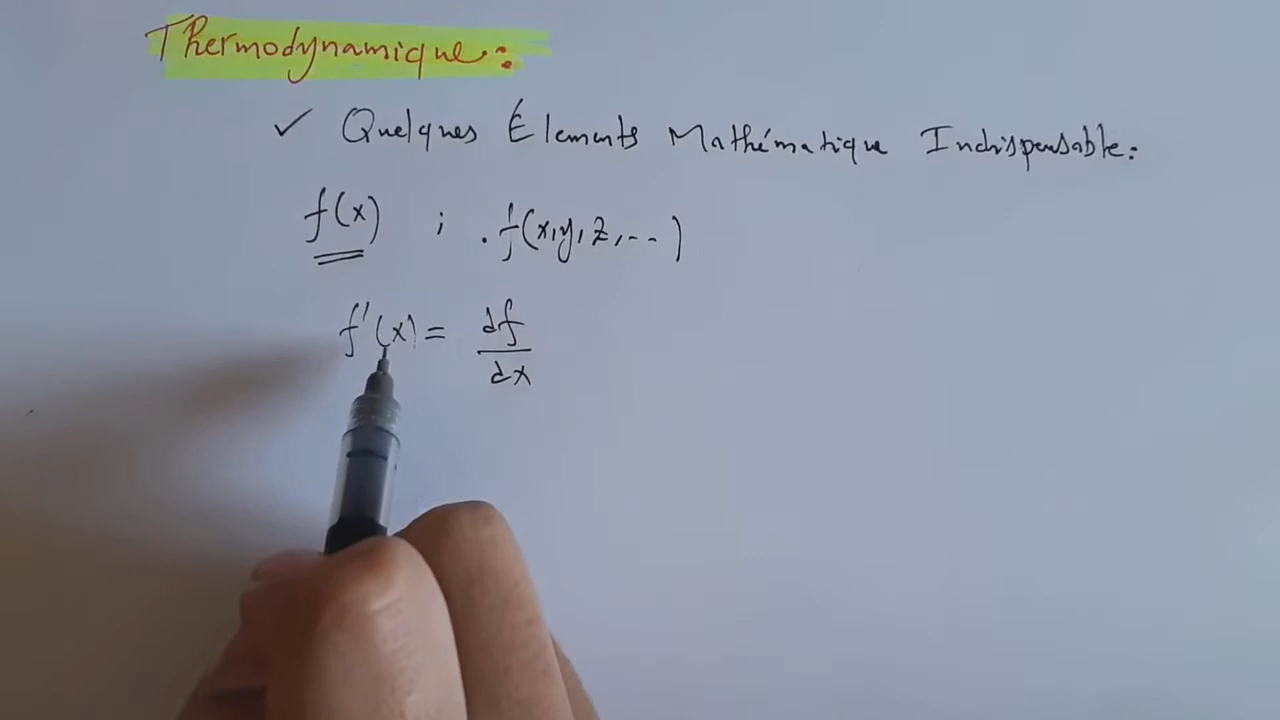 Thermodynamique:
✓ Quelques Élements Mathématique Indispensable:
f(x) ; . f(x,y,z,...)
f'(x) = df/dx